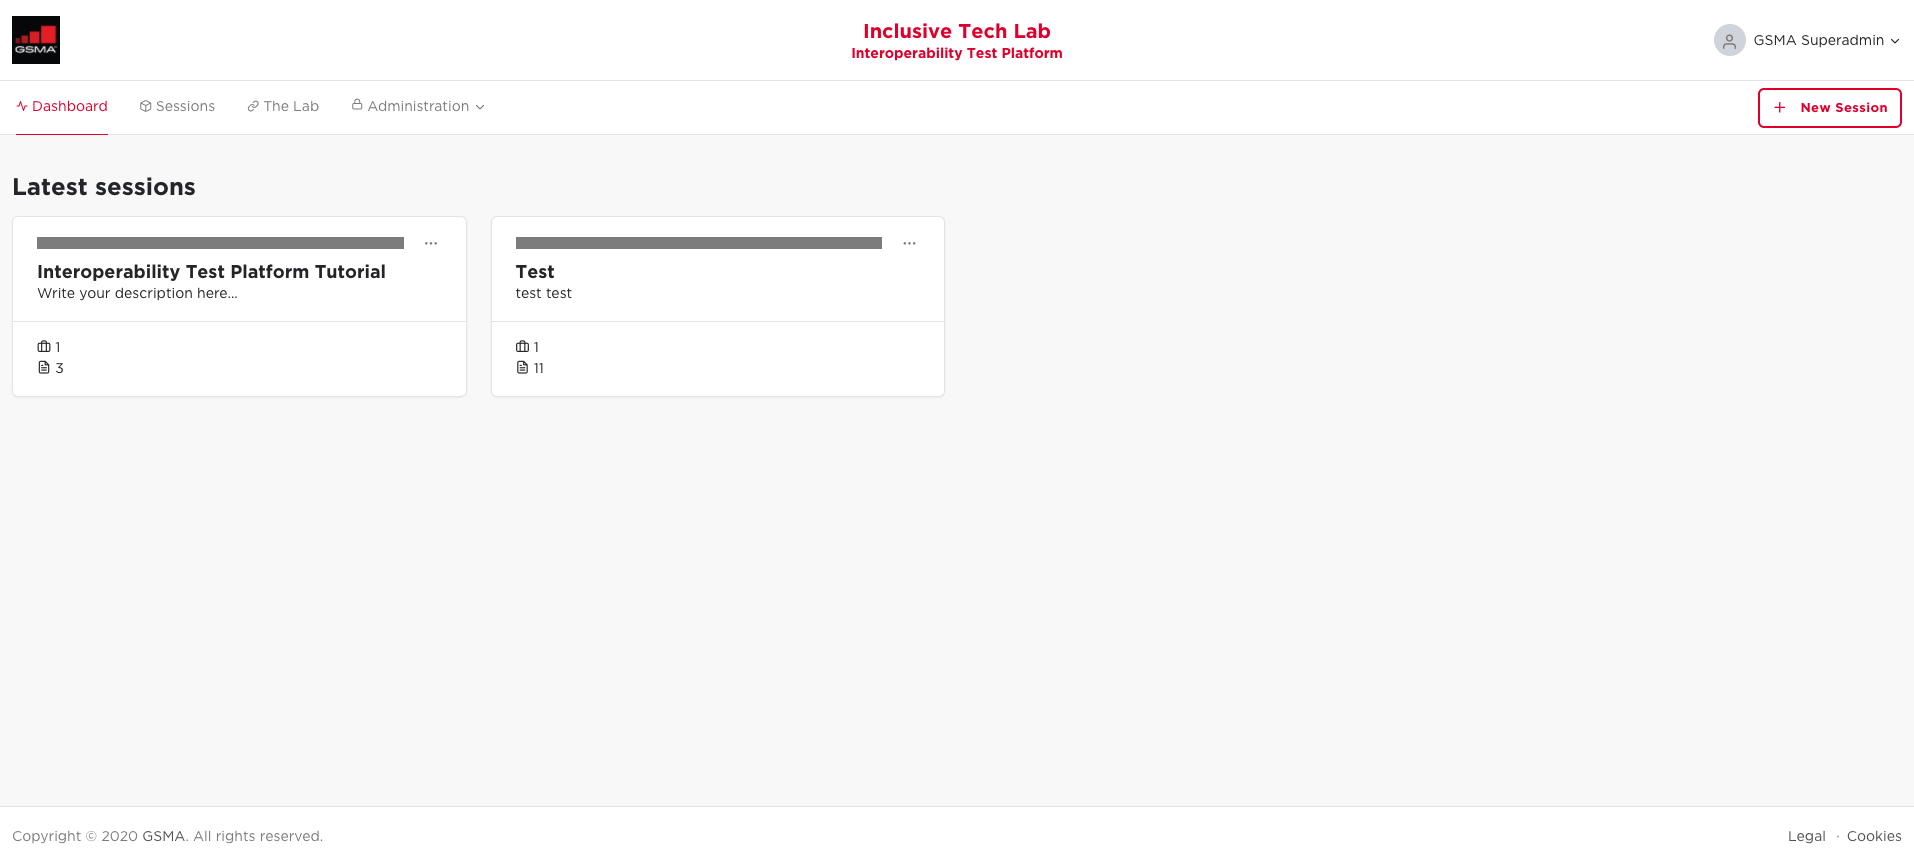 GSMA
Inclusive Tech Lab
Interoperability Test Platform
GSMA Superadmin
Dashboard
Sessions
The Lab
Administration
New Session
Latest sessions
...
Interoperability Test Platform Tutorial
Write your description here...
1
3
...
Test
test test
1
11
Copyright © 2020 GSMA. All rights reserved.
Legal · Cookies